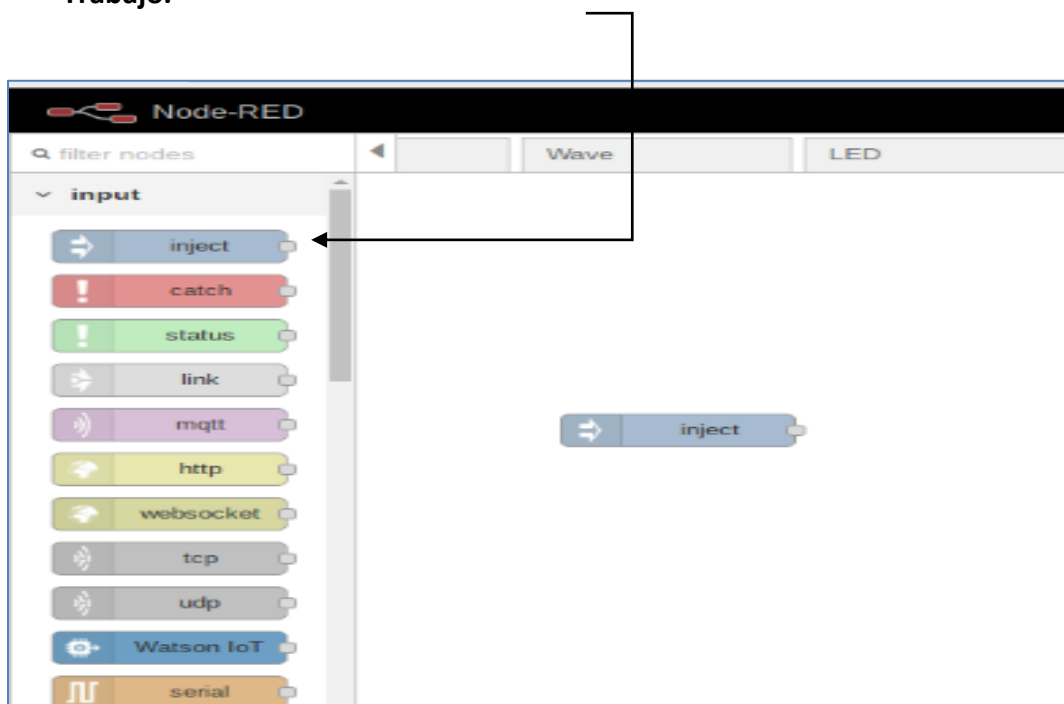 Trabajo.
Node-RED
filter nodes
Wave
LED
input
inject
catch
status
link
mqtt
inject
http
websocket
tcp
udp
Watson IoT
serial